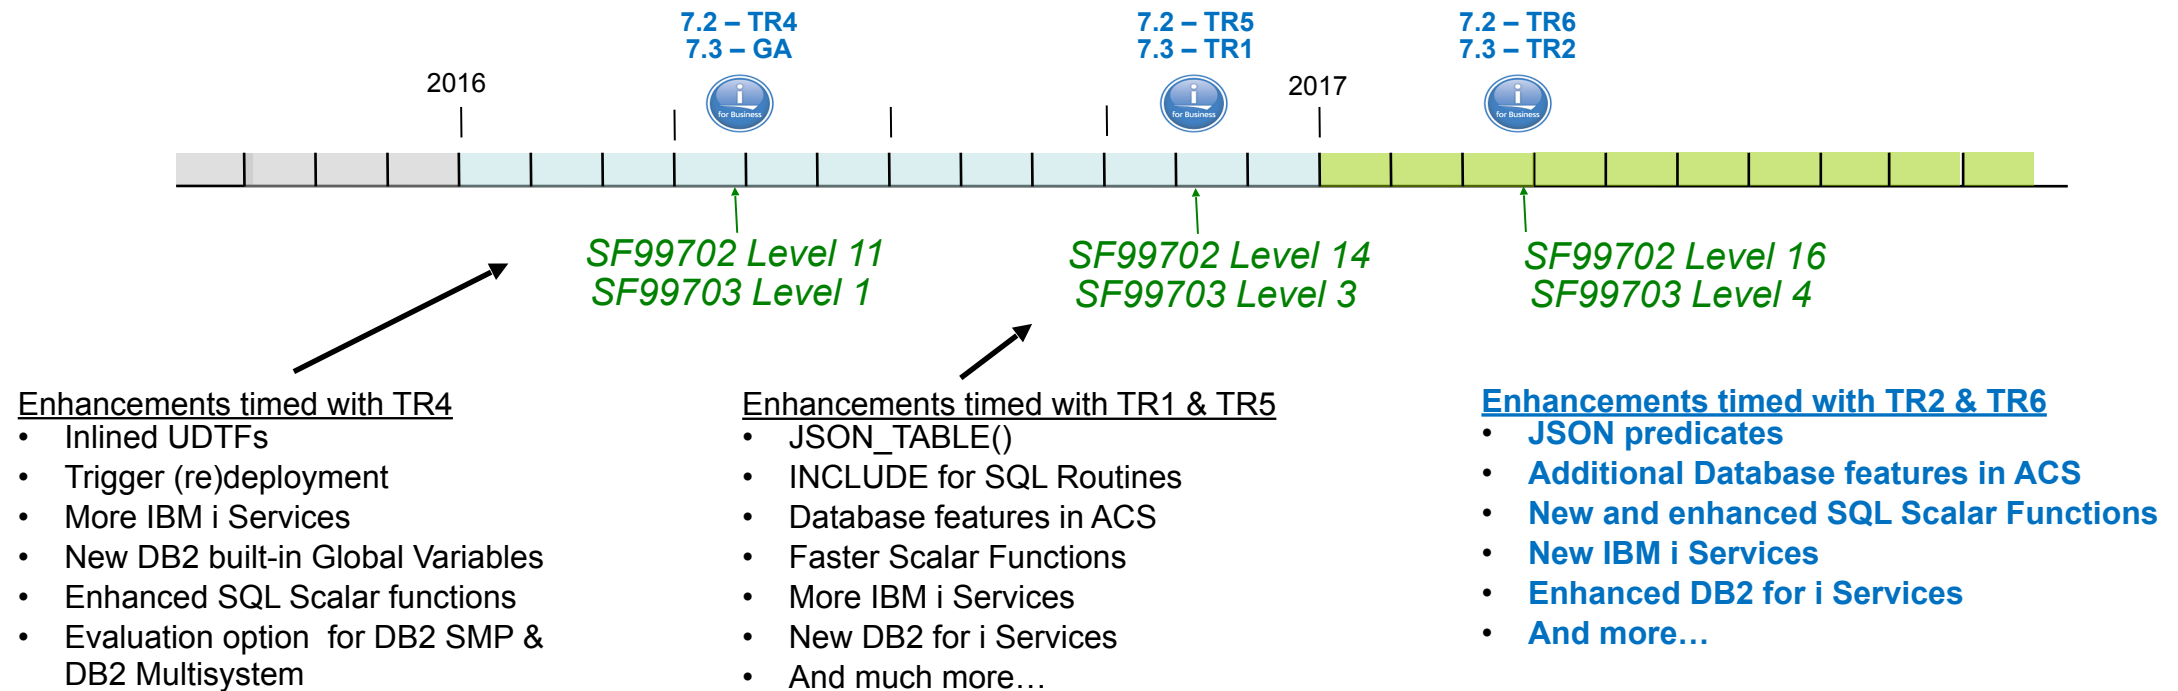 7.2 – TR4
7.3 – GA
7.2 – TR5
7.3 – TR1
7.2 – TR6
7.3 – TR2
2016
i
for Business
i
for Business
2017
i
for Business
SF99702 Level 11
SF99703 Level 1
SF99702 Level 14
SF99703 Level 3
SF99702 Level 16
SF99703 Level 4
Enhancements timed with TR4
• Inlined UDTFs
• Trigger (re)deployment
• More IBM i Services
• New DB2 built-in Global Variables
• Enhanced SQL Scalar functions
• Evaluation option for DB2 SMP &
DB2 Multisystem
Enhancements timed with TR1 & TR5
• JSON_TABLE()
• INCLUDE for SQL Routines
• Database features in ACS
• Faster Scalar Functions
• More IBM i Services
• New DB2 for i Services
• And much more…
Enhancements timed with TR2 & TR6
• JSON predicates
• Additional Database features in ACS
• New and enhanced SQL Scalar Functions
• New IBM i Services
• Enhanced DB2 for i Services
• And more…